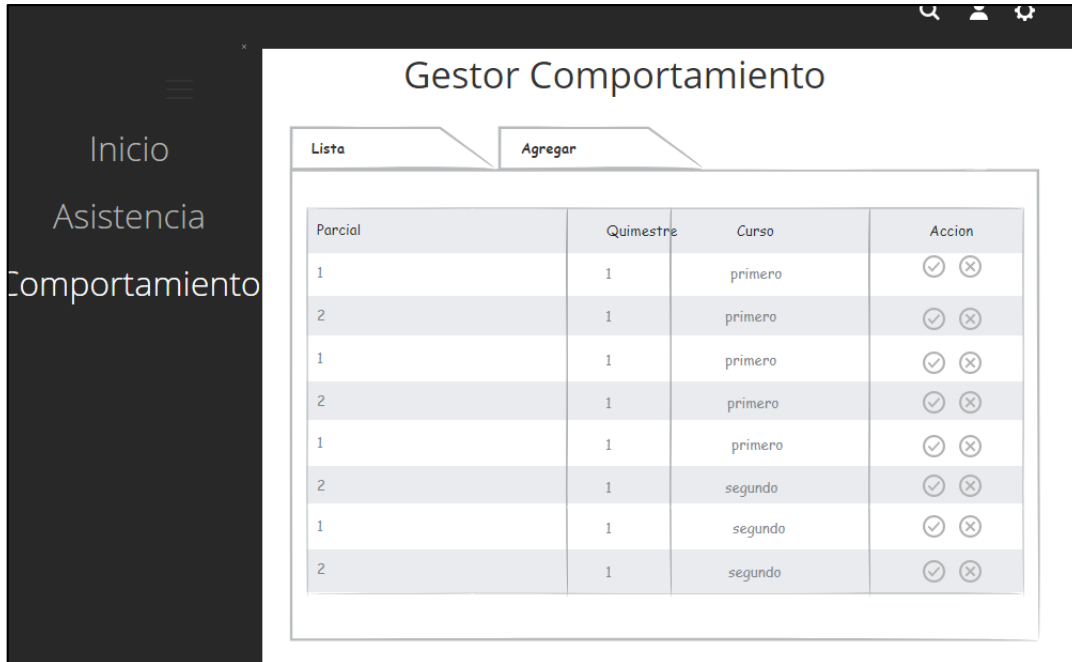 Gestor Comportamiento
Inicio
Asistencia
Comportamiento
Lista
Agregar
Parcial Quimestre Curso Accion
1 1 primero
2 1 primero
1 1 primero
2 1 primero
1 1 primero
2 1 segundo
1 1 segundo
2 1 segundo